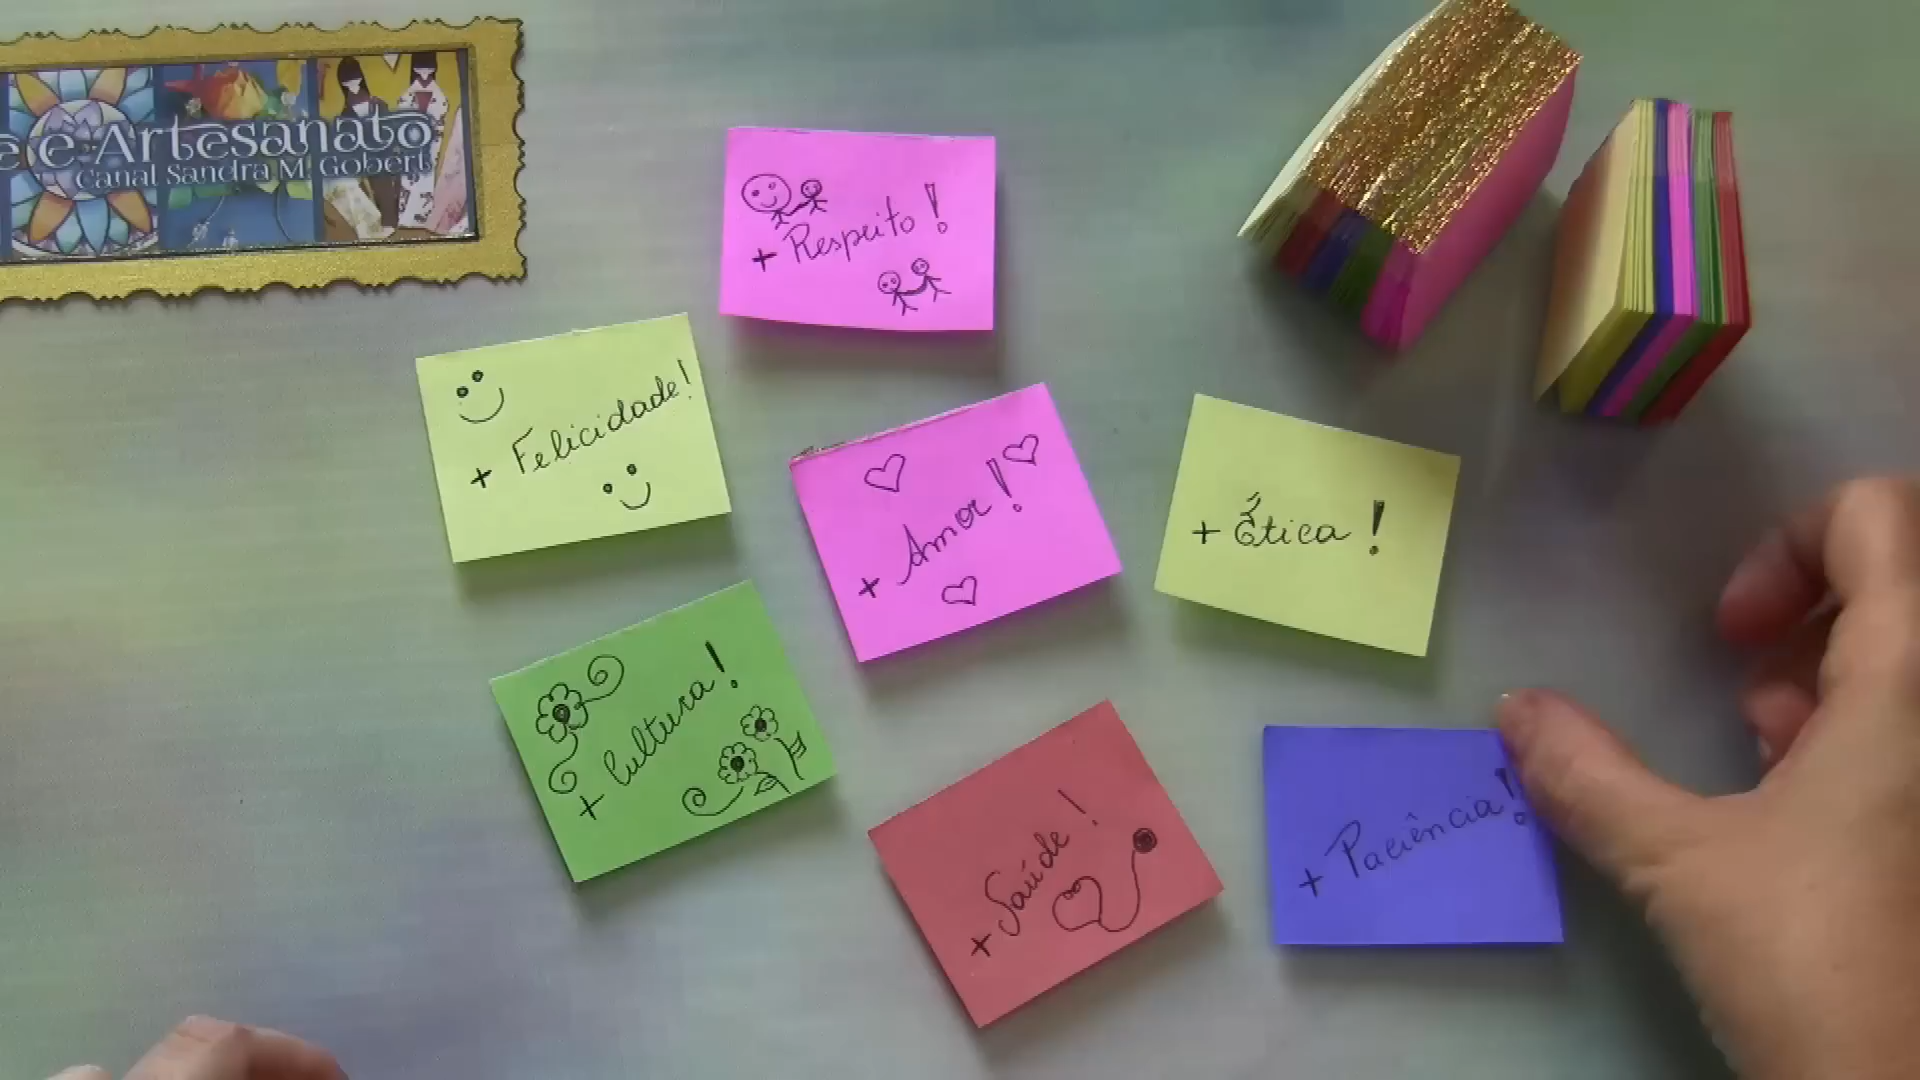 e e Artesanato
Canal Sandra M. Gobert
+ Respeito!
+ Felicidade!
+ Amor!
+ Ética!
+ Cultura!
+ Saúde!
+ Paciência!